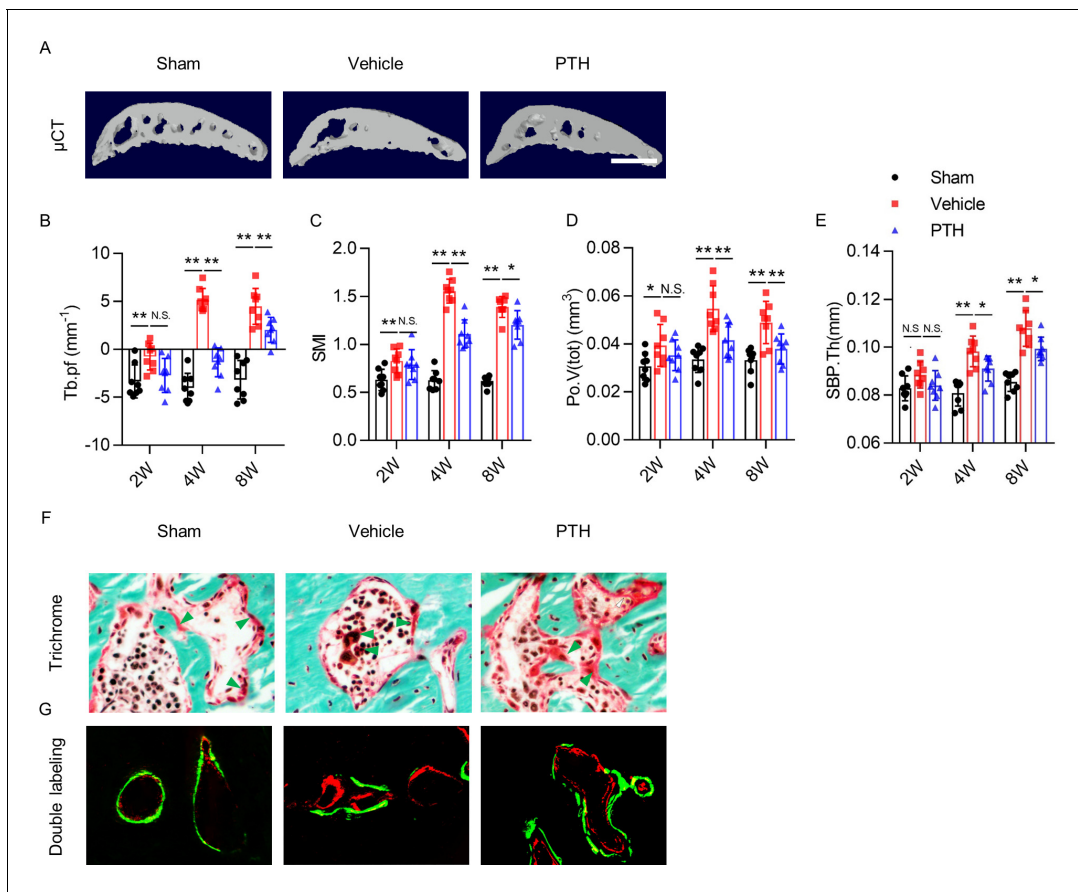 A
Sham Vehicle PTH
μCT
Sham
Vehicle
PTH
B
** **
** **
** N.S.
Tb.pf (mm⁻¹)
10
5
0
-5
-10
2W 4W 8W
C
** **
** *
** N.S.
SMI
2.0
1.5
1.0
0.5
0.0
2W 4W 8W
D
** **
** **
* N.S.
Po.V(tot) (mm³)
0.08
0.06
0.04
0.02
0.00
2W 4W 8W
E
** *
** *
N.S N.S.
SBP.Th(mm)
0.14
0.12
0.10
0.08
0.06
2W 4W 8W
F
Sham Vehicle PTH
Trichrome
G
Double labeling